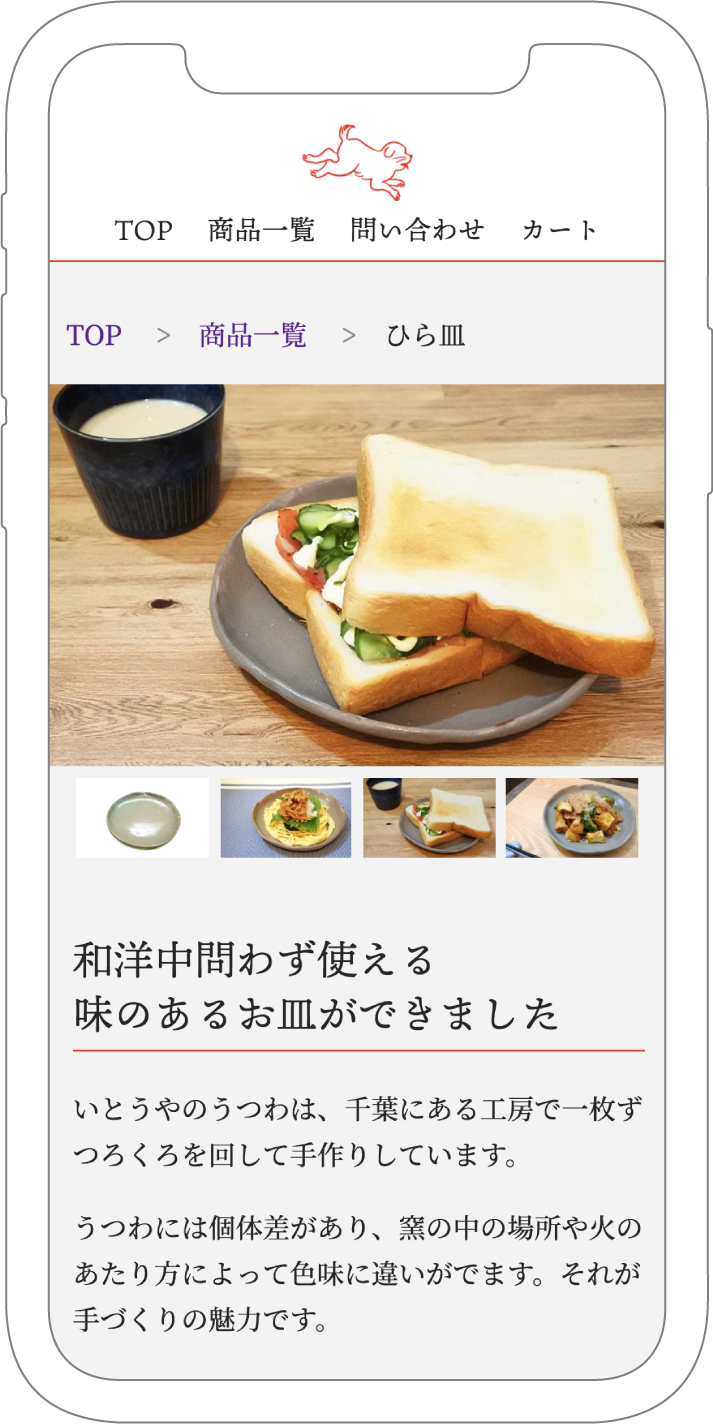 TOP 商品一覧 問い合わせ カート
TOP > 商品一覧 > ひら皿
和洋中問わず使える
味のあるお皿ができました
いとうやのうつわは、千葉にある工房で一枚ず
つろくろを回して手作りしています。
うつわには個体差があり、窯の中の場所や火の
あたり方によって色味に違いがでます。それが
手づくりの魅力です。